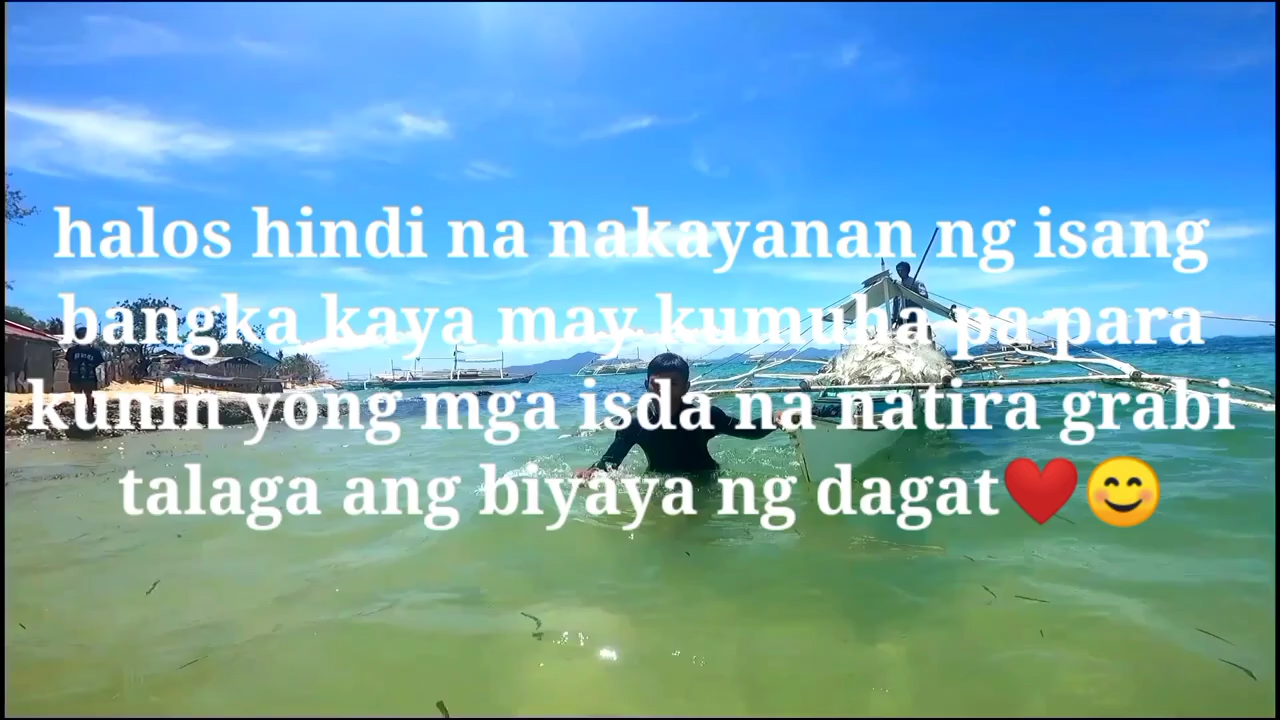 halos hindi na nakayanan ng isang
bangka kaya may kumuha pa para
kunin yong mga isda na natira grabi
talaga ang biyaya ng dagat❤️😊